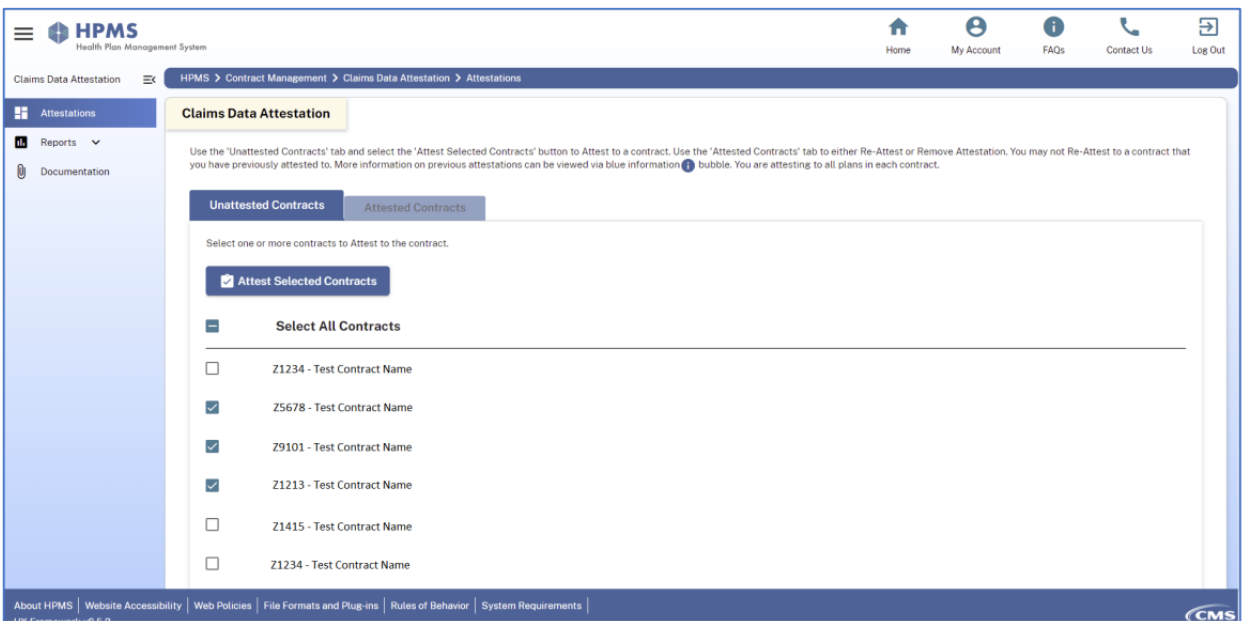 HPMS
Health Plan Management System
Home
My Account
FAQs
Contact Us
Log Out
Claims Data Attestation
HPMS > Contract Management > Claims Data Attestation > Attestations
Attestations
Reports
Documentation
Claims Data Attestation
Use the 'Unattested Contracts' tab and select the 'Attest Selected Contracts' button to Attest to a contract. Use the 'Attested Contracts' tab to either Re-Attest or Remove Attestation. You may not Re-Attest to a contract that
you have previously attested to. More information on previous attestations can be viewed via blue information i bubble. You are attesting to all plans in each contract.
Unattested Contracts
Attested Contracts
Select one or more contracts to Attest to the contract.
Attest Selected Contracts
Select All Contracts
Z1234 - Test Contract Name
Z5678 - Test Contract Name
Z9101 - Test Contract Name
Z1213 - Test Contract Name
Z1415 - Test Contract Name
Z1234 - Test Contract Name
About HPMS | Website Accessibility | Web Policies | File Formats and Plug-ins | Rules of Behavior | System Requirements |
CMS